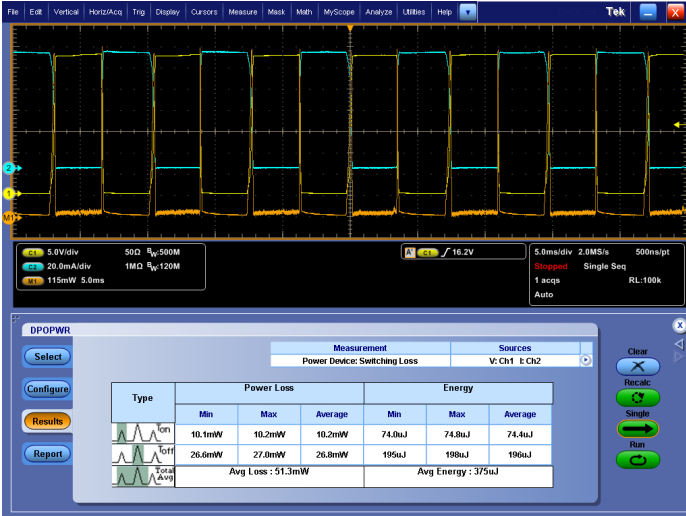 File Edit Vertical Horiz/Acq Trig Display Cursors Measure Mask Math MyScope Analyze Utilities Help Tek X
2
1
M1
C1 5.0V/div 50Ω BW:500M
C2 20.0mA/div 1MΩ BW:120M
M1 115mW 5.0ms
A' C1 / 16.2V
5.0ms/div 2.0MS/s 500ns/pt
Stopped Single Seq
1 acqs RL:100k
Auto
DPOPWR
X
Select
Configure
Results
Report
Measurement Sources
Power Device: Switching Loss V: Ch1 I: Ch2
Type Power Loss Energy
Min Max Average Min Max Average
Ton 10.1mW 10.2mW 10.2mW 74.0uJ 74.8uJ 74.4uJ
Toff 26.6mW 27.0mW 26.8mW 195uJ 198uJ 196uJ
Total Avg Avg Loss : 51.3mW Avg Energy : 375uJ
Clear
Recalc
Single
Run